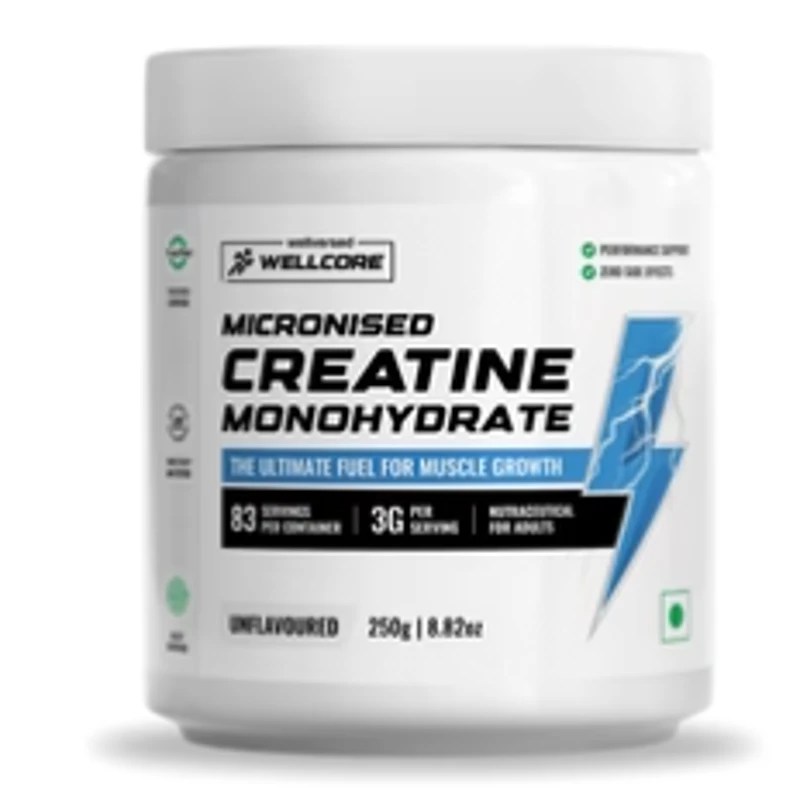 wellversed
WELLCORE
PERFORMANCE SUPPORT
ZERO SIDE EFFECTS
MICRONISED
CREATINE
MONOHYDRATE
THE ULTIMATE FUEL FOR MUSCLE GROWTH
83 SERVINGS PER CONTAINER
3G PER SERVING
NUTRACEUTICAL FOR ADULTS
UNFLAVOURED
250g | 8.82oz